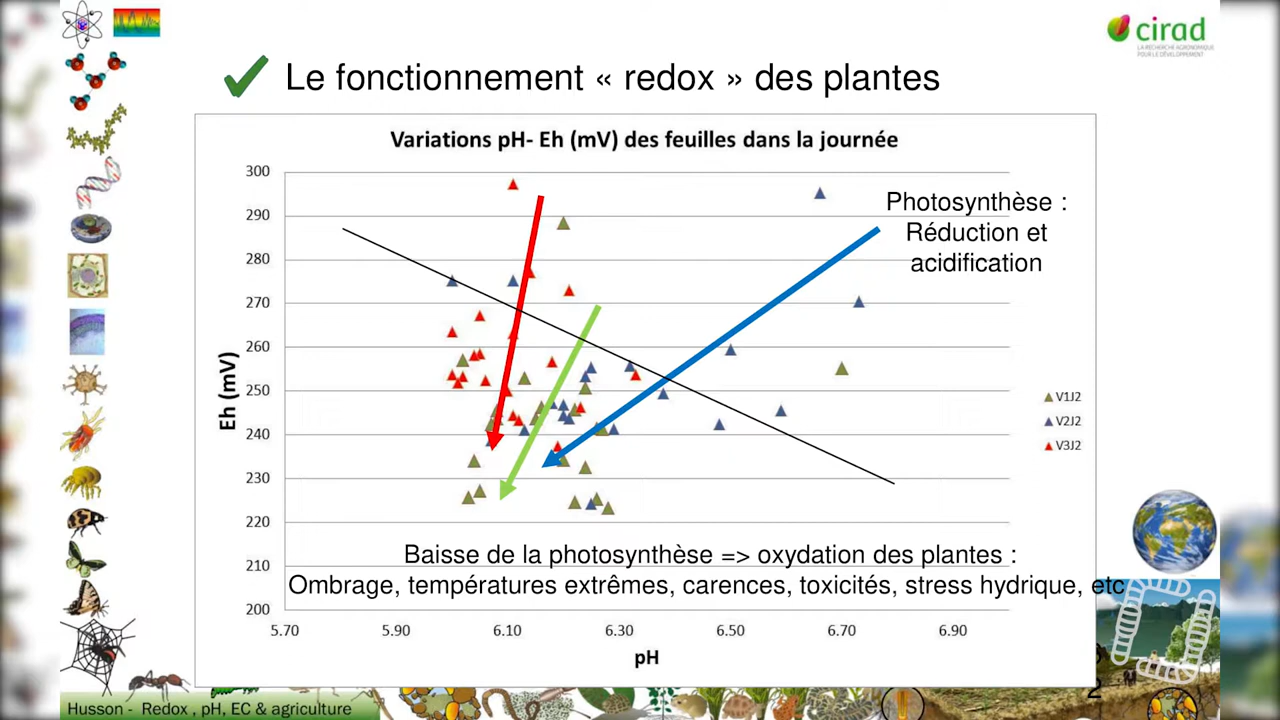 cirad
LA RECHERCHE AGRONOMIQUE
POUR LE DÉVELOPPEMENT
Le fonctionnement « redox » des plantes
Variations pH- Eh (mV) des feuilles dans la journée
Photosynthèse :
Réduction et
acidification
Eh (mV)
300
290
280
270
260
250
240
230
220
210
200
V1J2
V2J2
V3J2
Baisse de la photosynthèse => oxydation des plantes :
Ombrage, températures extrêmes, carences, toxicités, stress hydrique, etc
5.70
5.90
6.10
6.30
6.50
6.70
6.90
pH
Husson - Redox , pH, EC & agriculture
2